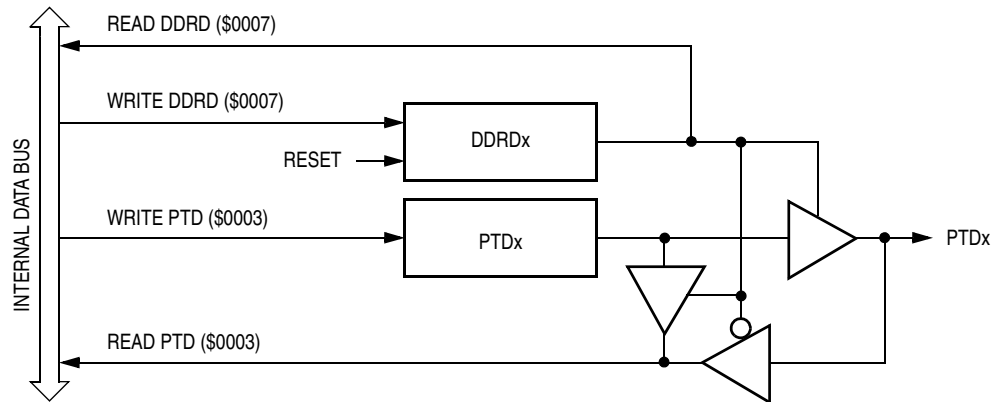 READ DDRD ($0007)
WRITE DDRD ($0007)
DDRDx
RESET
WRITE PTD ($0003)
PTDx
PTDx
READ PTD ($0003)
INTERNAL DATA BUS